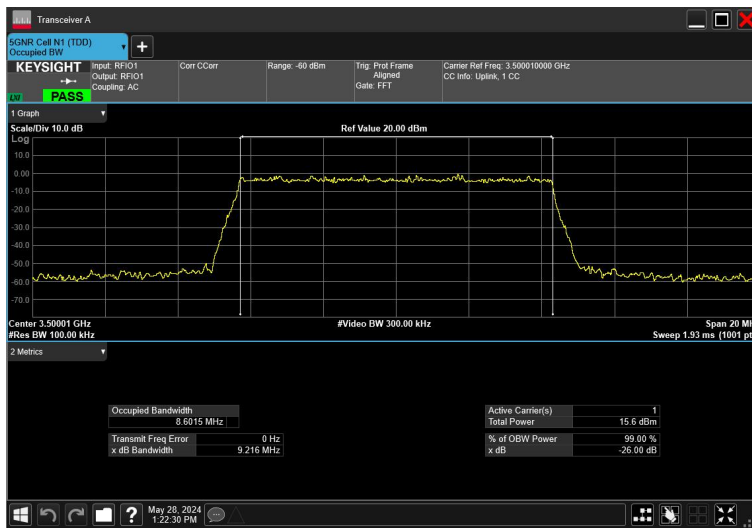 Transceiver A
5GNR Cell N1 (TDD)
Occupied BW
KEYSIGHT
Input: RFIO1
Output: RFIO1
Coupling: AC
Corr CCorr
Range: -60 dBm
Trig: Prot Frame
Aligned
Gate: FFT
Carrier Ref Freq: 3.500010000 GHz
CC Info: Uplink, 1 CC
LXI
PASS
1 Graph
Scale/Div 10.0 dB
Ref Value 20.00 dBm
Log
10.0
0.00
-10.0
-20.0
-30.0
-40.0
-50.0
-60.0
-70.0
Center 3.50001 GHz
#Video BW 300.00 kHz
Span 20 MH
#Res BW 100.00 kHz
Sweep 1.93 ms (1001 pt
2 Metrics
Occupied Bandwidth
8.6015 MHz
Transmit Freq Error 0 Hz
x dB Bandwidth 9.216 MHz
Active Carrier(s) 1
Total Power 15.6 dBm
% of OBW Power 99.00 %
x dB -26.00 dB
May 28, 2024
1:22:30 PM